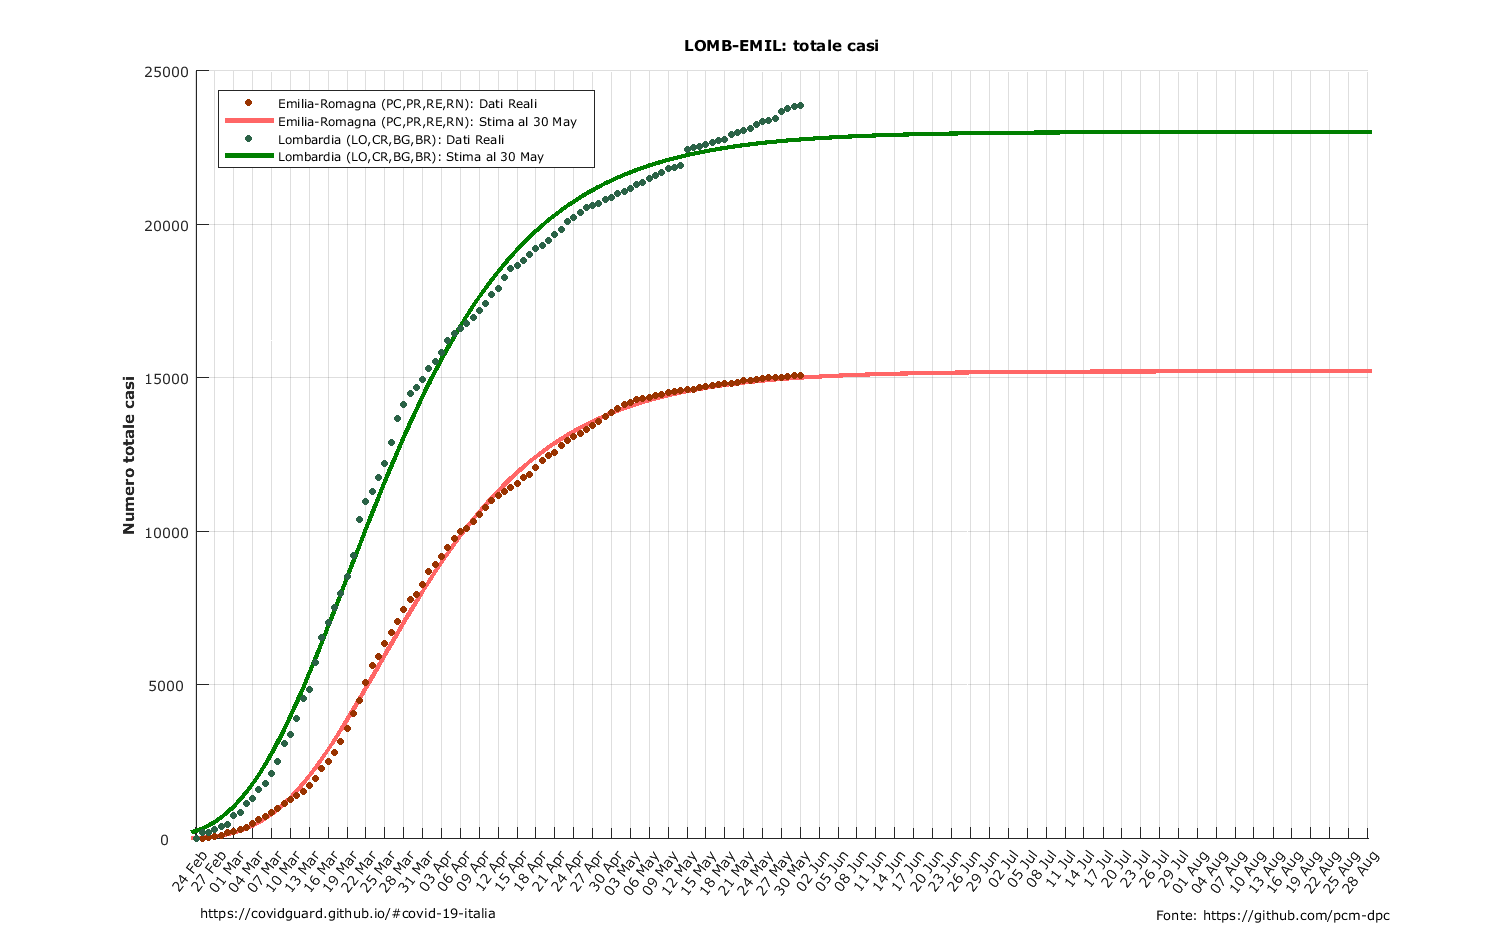 LOMB-EMIL: totale casi
25000
20000
15000
10000
5000
0
Numero totale casi
Emilia-Romagna (PC,PR,RE,RN): Dati Reali
Emilia-Romagna (PC,PR,RE,RN): Stima al 30 May
Lombardia (LO,CR,BG,BR): Dati Reali
Lombardia (LO,CR,BG,BR): Stima al 30 May
24 Feb
27 Feb
01 Mar
04 Mar
07 Mar
10 Mar
13 Mar
16 Mar
19 Mar
22 Mar
25 Mar
28 Mar
31 Mar
03 Apr
06 Apr
09 Apr
12 Apr
15 Apr
18 Apr
21 Apr
24 Apr
27 Apr
30 Apr
03 May
06 May
09 May
12 May
15 May
18 May
21 May
24 May
27 May
30 May
02 Jun
05 Jun
08 Jun
11 Jun
14 Jun
17 Jun
20 Jun
23 Jun
26 Jun
29 Jun
02 Jul
05 Jul
08 Jul
11 Jul
14 Jul
17 Jul
20 Jul
23 Jul
26 Jul
29 Jul
01 Aug
04 Aug
07 Aug
10 Aug
13 Aug
16 Aug
19 Aug
22 Aug
25 Aug
28 Aug
https://covidguard.github.io/#covid-19-italia
Fonte: https://github.com/pcm-dpc